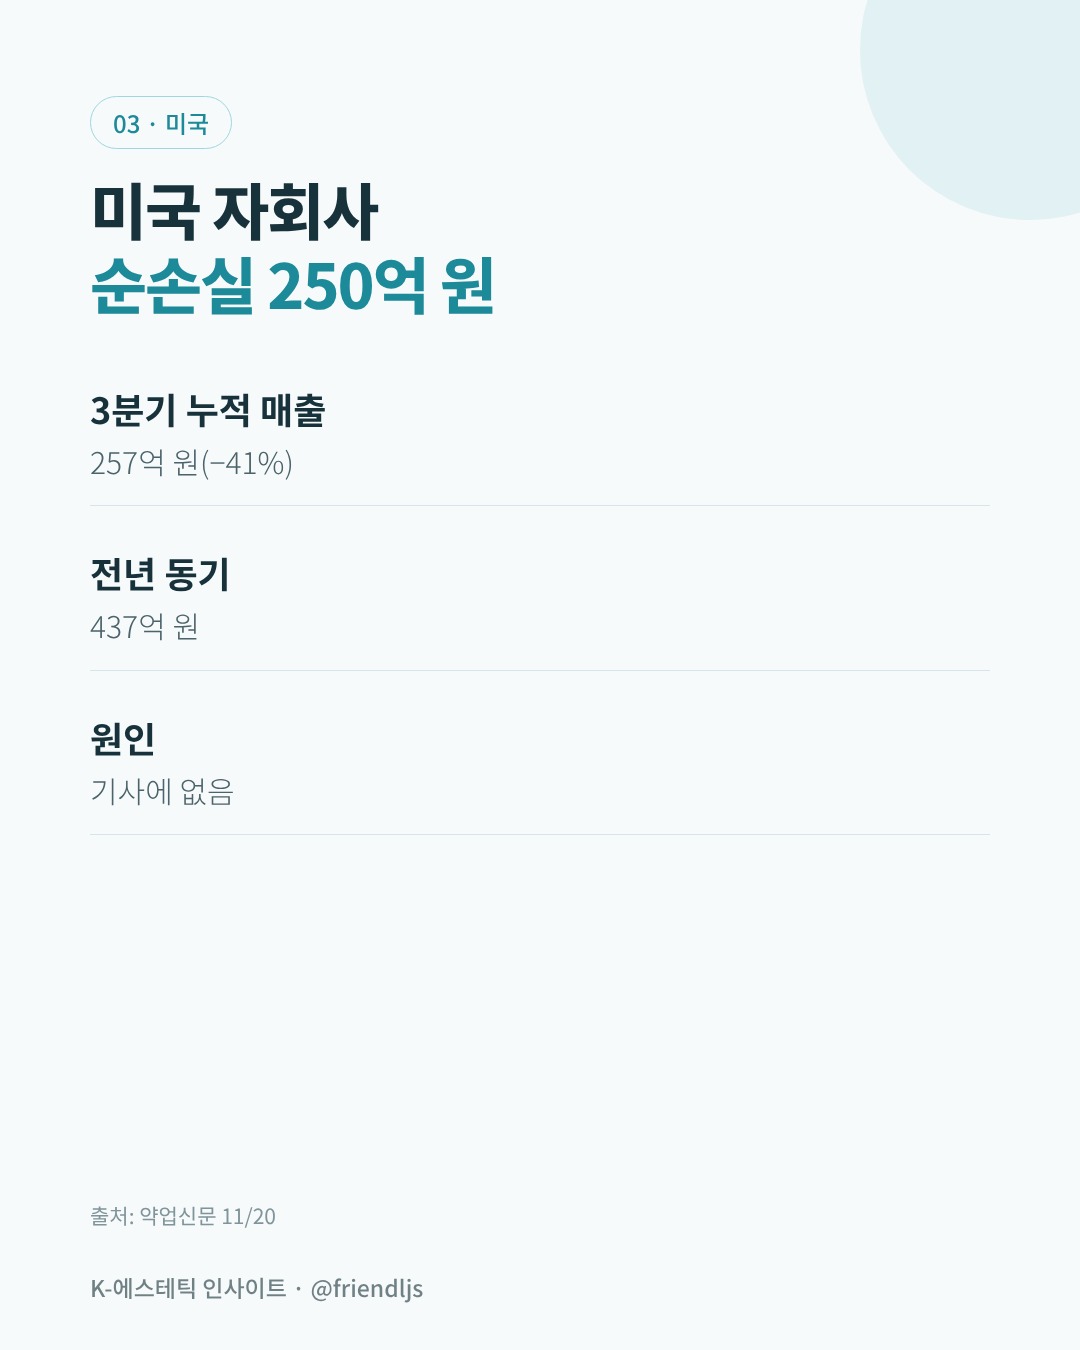 03 · 미국
미국 자회사
순손실 250억 원
3분기 누적 매출
257억 원(−41%)
전년 동기
437억 원
원인
기사에 없음
출처: 약업신문 11/20
K-에스테틱 인사이트 · @friendljs